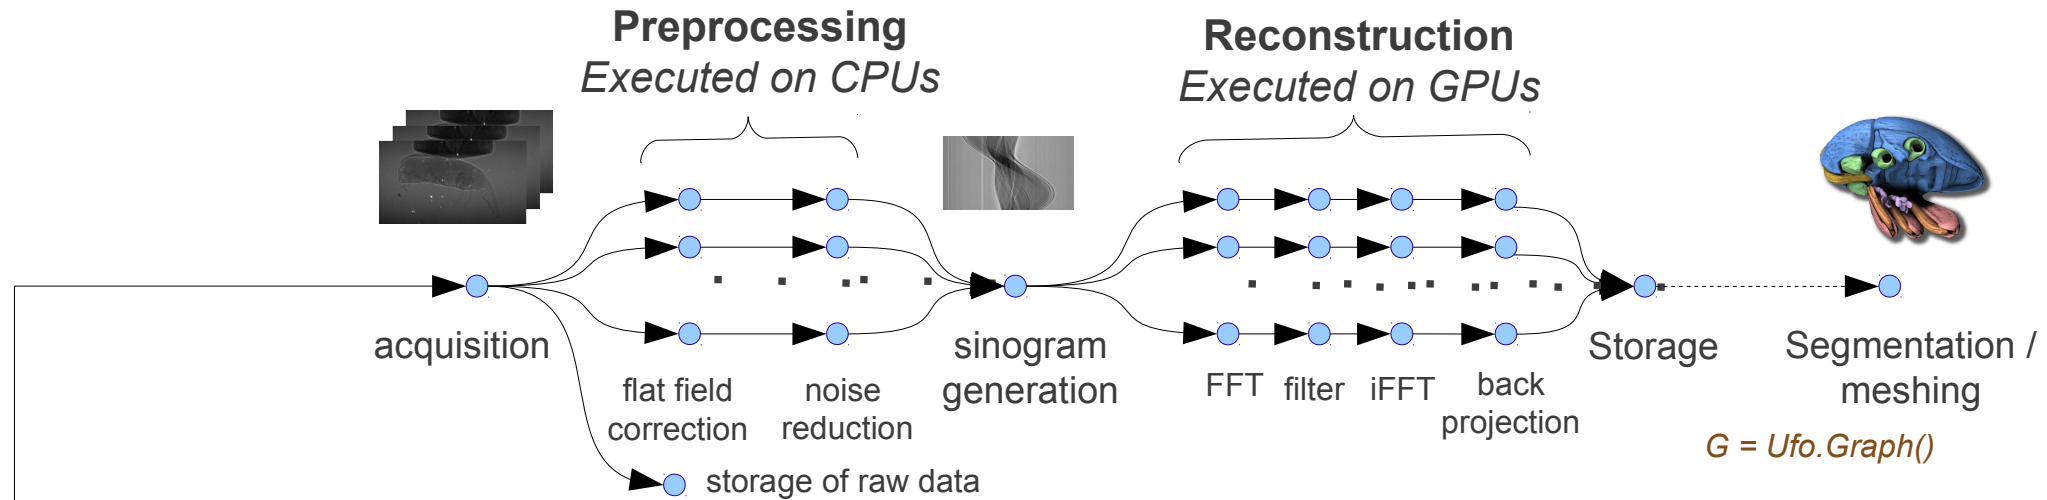 Preprocessing
Executed on CPUs
Reconstruction
Executed on GPUs
acquisition
flat field
correction
noise
reduction
storage of raw data
sinogram
generation
FFT
filter
iFFT
back
projection
Storage
Segmentation /
meshing
G = Ufo.Graph()